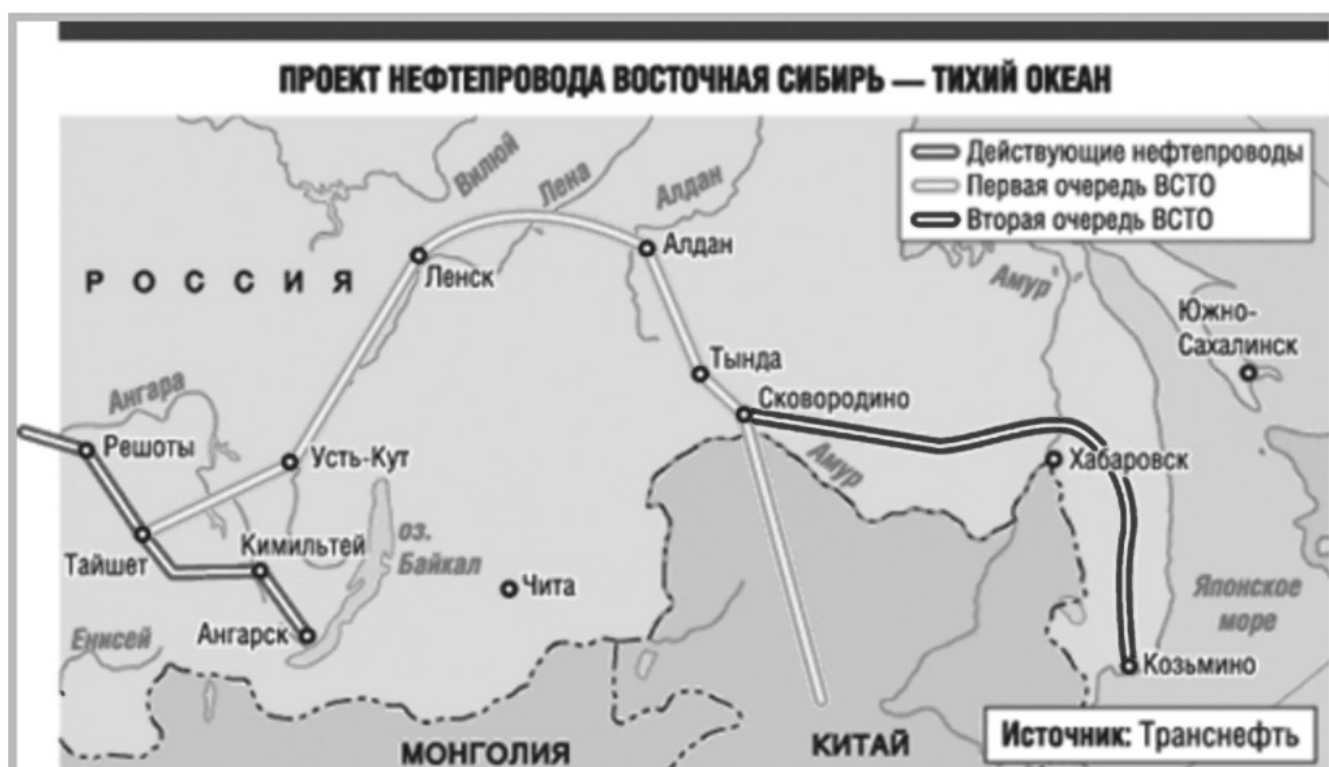 ПРОЕКТ НЕФТЕПРОВОДА ВОСТОЧНАЯ СИБИРЬ — ТИХИЙ ОКЕАН
Действующие нефтепроводы
Первая очередь ВСТО
Вторая очередь ВСТО
Вилюй
Лена
Алдан
Алдан
РОССИЯ
Ленск
Амур
Южно-
Сахалинск
Тында
Ангара
Сковородино
Решоты
Усть-Кут
Амур
Хабаровск
Тайшет
Кимильтей
оз.
Байкал
Чита
Японское
море
Енисей
Ангарск
Козьмино
МОНГОЛИЯ
КИТАЙ
Источник: Транснефть